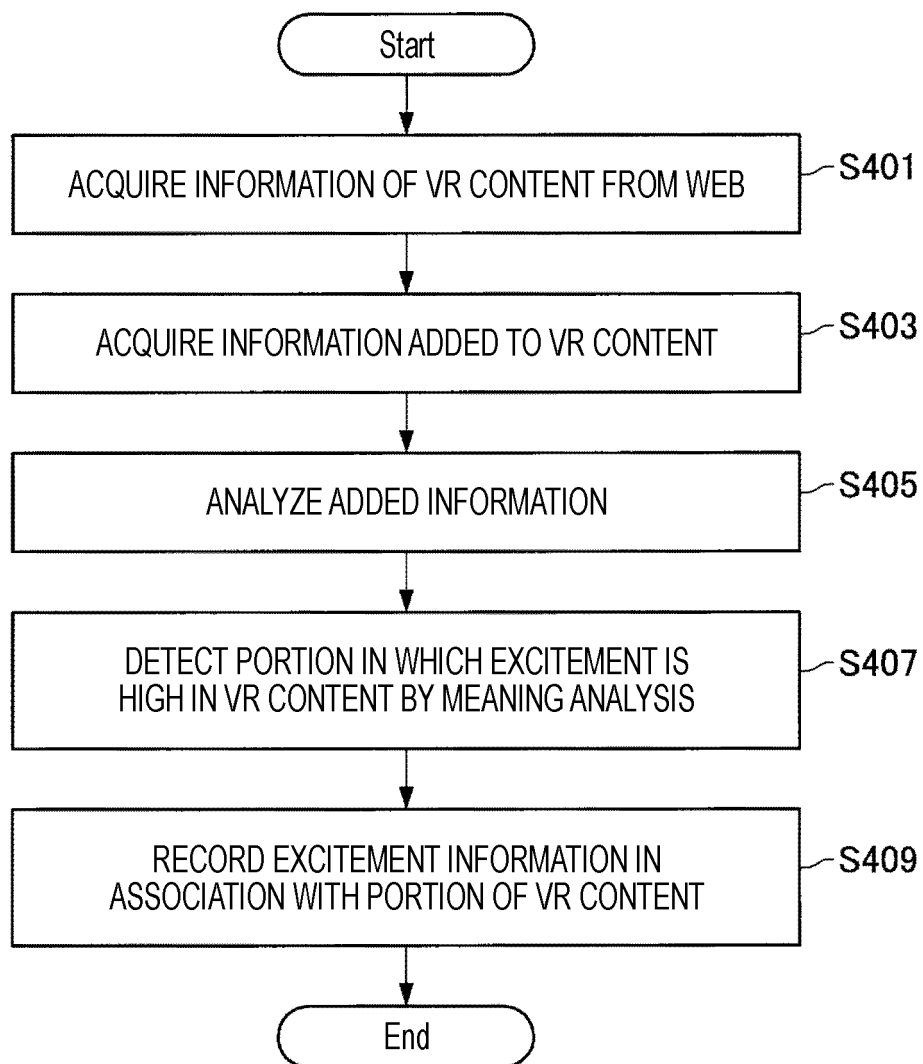 Start
ACQUIRE INFORMATION OF VR CONTENT FROM WEB
S401
ACQUIRE INFORMATION ADDED TO VR CONTENT
S403
ANALYZE ADDED INFORMATION
S405
DETECT PORTION IN WHICH EXCITEMENT IS
HIGH IN VR CONTENT BY MEANING ANALYSIS
S407
RECORD EXCITEMENT INFORMATION IN
ASSOCIATION WITH PORTION OF VR CONTENT
S409
End